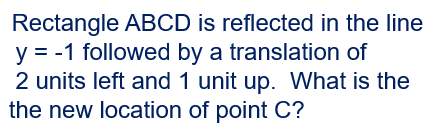 Rectangle ABCD is reflected in the line
y = -1 followed by a translation of
2 units left and 1 unit up. What is the
the new location of point C?